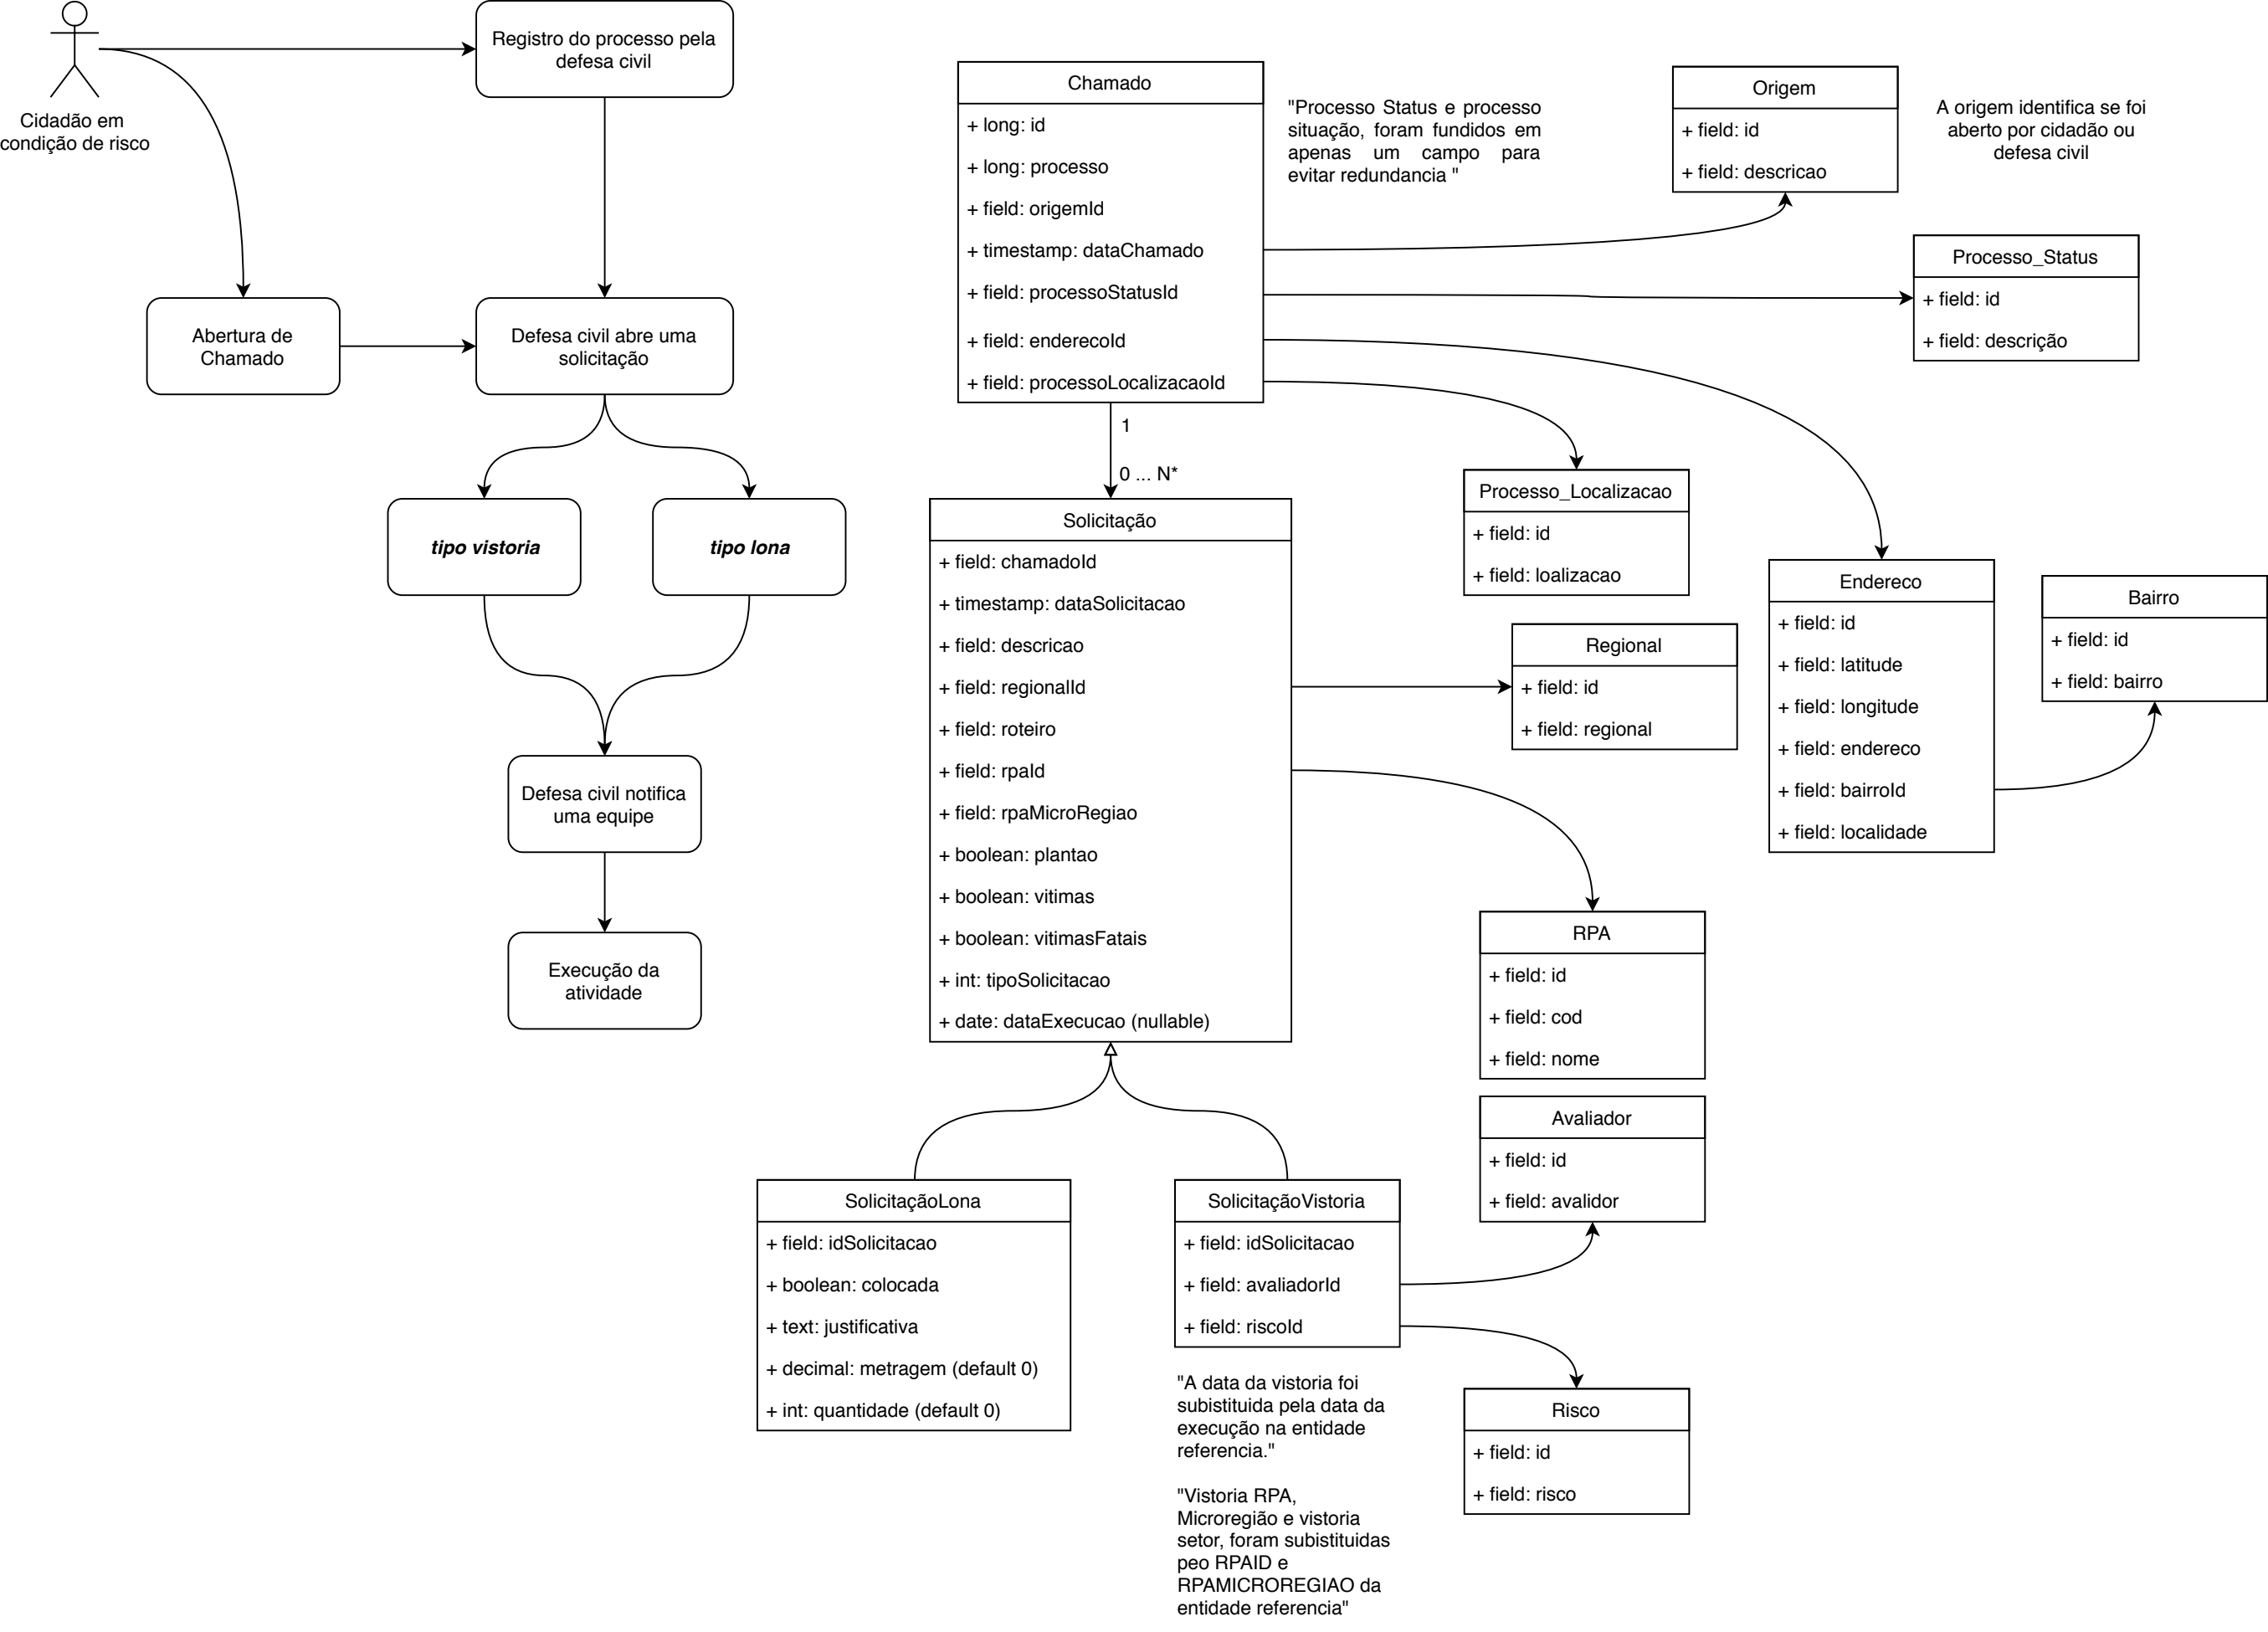 Cidadão em
condição de risco
Registro do processo pela
defesa civil
Abertura de
Chamado
Defesa civil abre uma
solicitação
tipo vistoria
tipo lona
Defesa civil notifica
uma equipe
Execução da
atividade
Chamado
+ long: id
+ long: processo
+ field: origemId
+ timestamp: dataChamado
+ field: processoStatusId
+ field: enderecoId
+ field: processoLocalizacaoId
"Processo Status e processo
situação, foram fundidos em
apenas um campo para
evitar redundancia "
Origem
+ field: id
+ field: descricao
A origem identifica se foi
aberto por cidadão ou
defesa civil
Processo_Status
+ field: id
+ field: descrição
1
0 ... N*
Processo_Localizacao
+ field: id
+ field: loalizacao
Solicitação
+ field: chamadoId
+ timestamp: dataSolicitacao
+ field: descricao
+ field: regionalId
+ field: roteiro
+ field: rpaId
+ field: rpaMicroRegiao
+ boolean: plantao
+ boolean: vitimas
+ boolean: vitimasFatais
+ int: tipoSolicitacao
+ date: dataExecucao (nullable)
Regional
+ field: id
+ field: regional
Endereco
+ field: id
+ field: latitude
+ field: longitude
+ field: endereco
+ field: bairroId
+ field: localidade
Bairro
+ field: id
+ field: bairro
RPA
+ field: id
+ field: cod
+ field: nome
Avaliador
+ field: id
+ field: avalidor
SolicitaçãoLona
+ field: idSolicitacao
+ boolean: colocada
+ text: justificativa
+ decimal: metragem (default 0)
+ int: quantidade (default 0)
SolicitaçãoVistoria
+ field: idSolicitacao
+ field: avaliadorId
+ field: riscoId
"A data da vistoria foi
subistituida pela data da
execução na entidade
referencia."
"Vistoria RPA,
Microregião e vistoria
setor, foram subistituidas
peo RPAID e
RPAMICROREGIAO da
entidade referencia"
Risco
+ field: id
+ field: risco